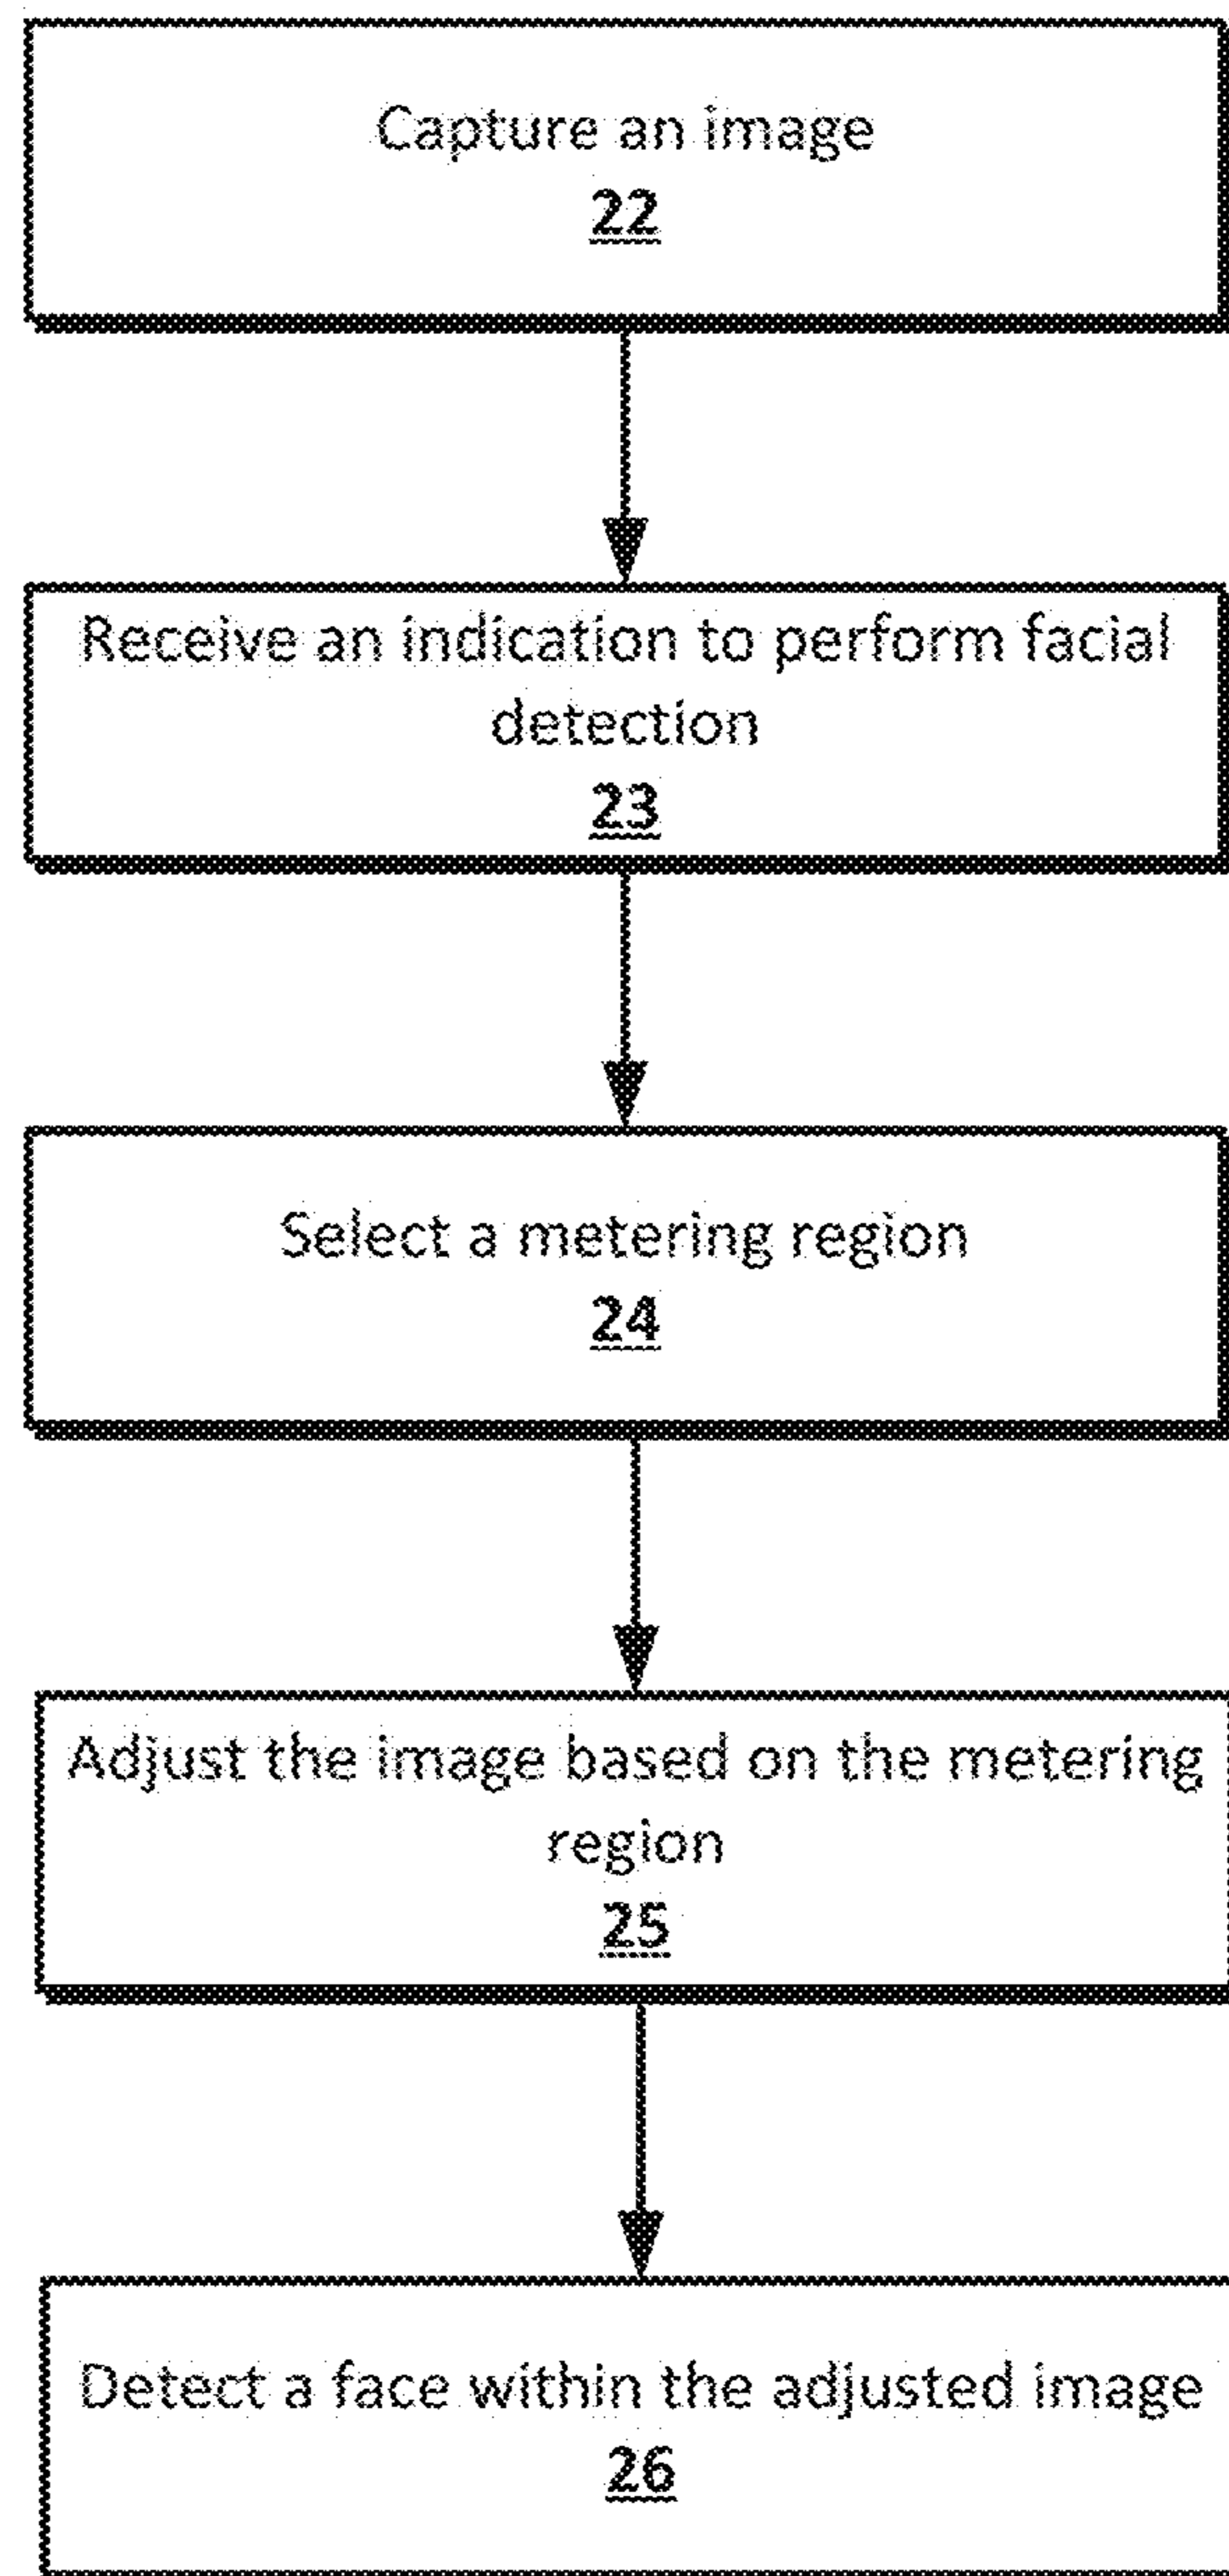 Capture an image
22
Receive an indication to perform facial
detection
23
Select a metering region
24
Adjust the image based on the metering
region
25
Detect a face within the adjusted image
26